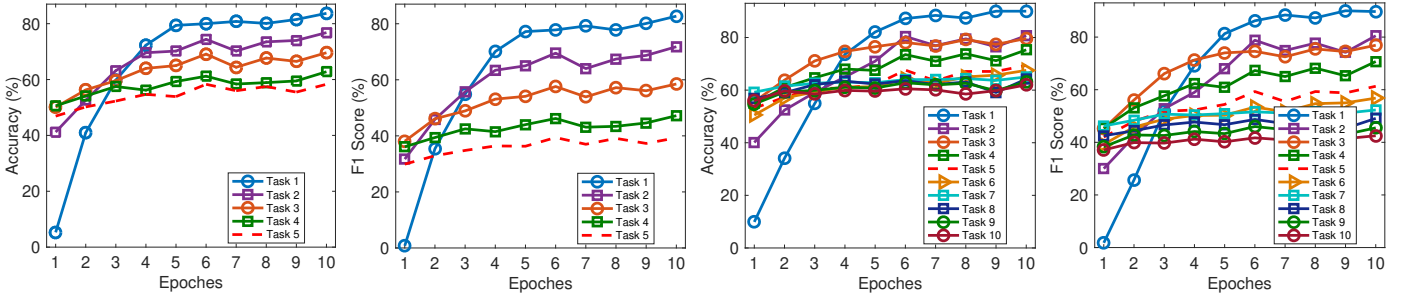 Accuracy (%)
80
60
40
20
0
1 2 3 4 5 6 7 8 9 10
Epoches
Task 1
Task 2
Task 3
Task 4
Task 5
F1 Score (%)
80
60
40
20
0
1 2 3 4 5 6 7 8 9 10
Epoches
Task 1
Task 2
Task 3
Task 4
Task 5
Accuracy (%)
80
60
40
20
0
1 2 3 4 5 6 7 8 9 10
Epoches
Task 1
Task 2
Task 3
Task 4
Task 5
Task 6
Task 7
Task 8
Task 9
Task 10
F1 Score (%)
80
60
40
20
0
1 2 3 4 5 6 7 8 9 10
Epoches
Task 1
Task 2
Task 3
Task 4
Task 5
Task 6
Task 7
Task 8
Task 9
Task 10